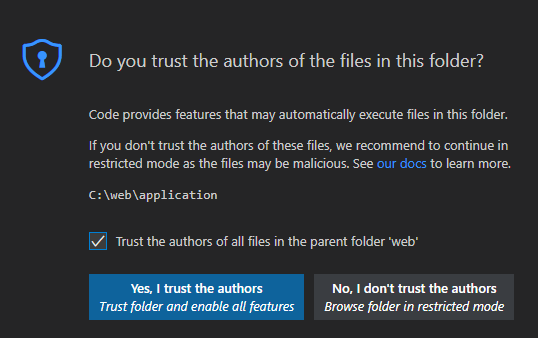 Do you trust the authors of the files in this folder?
Code provides features that may automatically execute files in this folder.
If you don't trust the authors of these files, we recommend to continue in
restricted mode as the files may be malicious. See our docs to learn more.
C:\web\application
Trust the authors of all files in the parent folder 'web'
Yes, I trust the authors
Trust folder and enable all features
No, I don't trust the authors
Browse folder in restricted mode